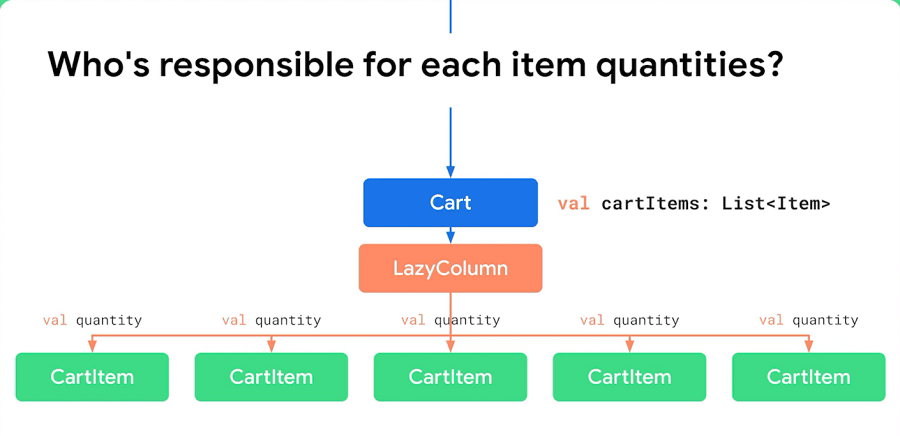 Who's responsible for each item quantities?
Cart
val cartItems: List<Item>
LazyColumn
val quantity
val quantity
val quantity
val quantity
val quantity
CartItem
CartItem
CartItem
CartItem
CartItem